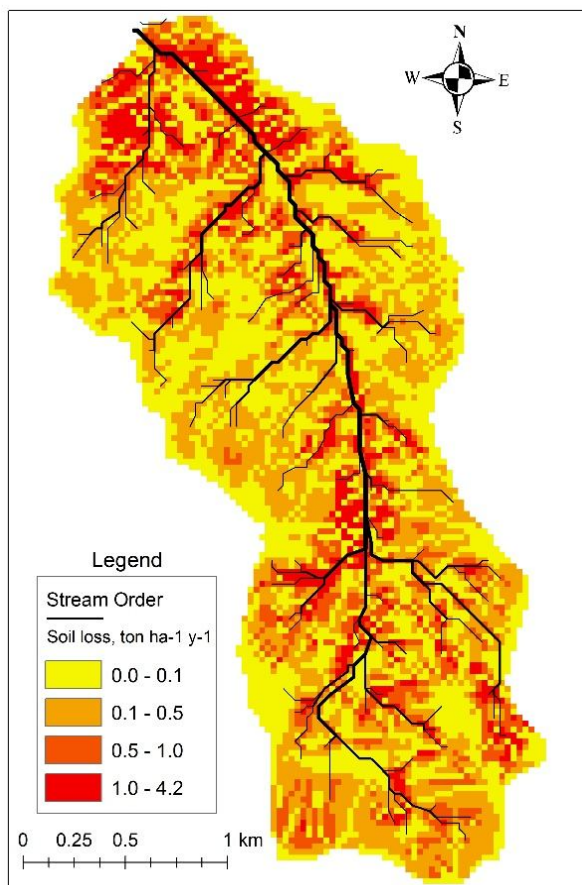 N
W E
S
Legend
Stream Order
Soil loss, ton ha-1 y-1
0.0 - 0.1
0.1 - 0.5
0.5 - 1.0
1.0 - 4.2
0 0.25 0.5 1 km